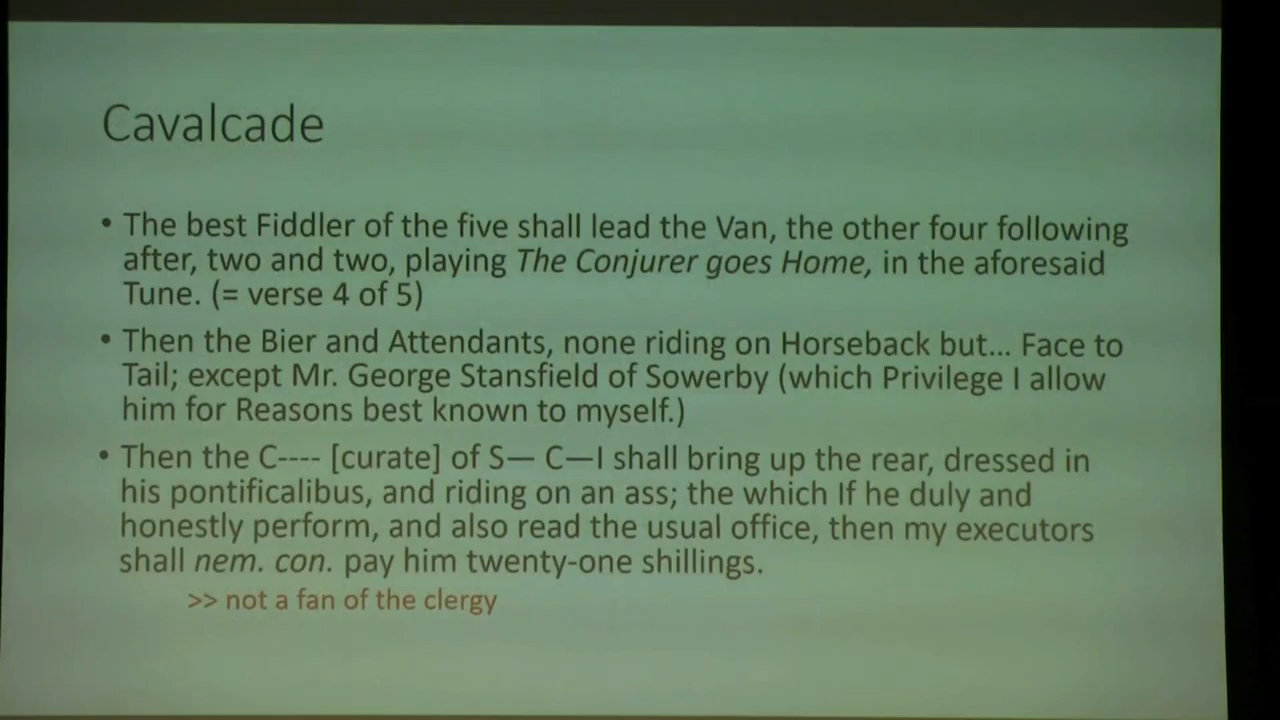 Cavalcade
• The best Fiddler of the five shall lead the Van, the other four following
after, two and two, playing The Conjurer goes Home, in the aforesaid
Tune. (= verse 4 of 5)
• Then the Bier and Attendants, none riding on Horseback but... Face to
Tail; except Mr. George Stansfield of Sowerby (which Privilege I allow
him for Reasons best known to myself.)
• Then the C---- [curate] of S— C—l shall bring up the rear, dressed in
his pontificalibus, and riding on an ass; the which If he duly and
honestly perform, and also read the usual office, then my executors
shall nem. con. pay him twenty-one shillings.
>> not a fan of the clergy